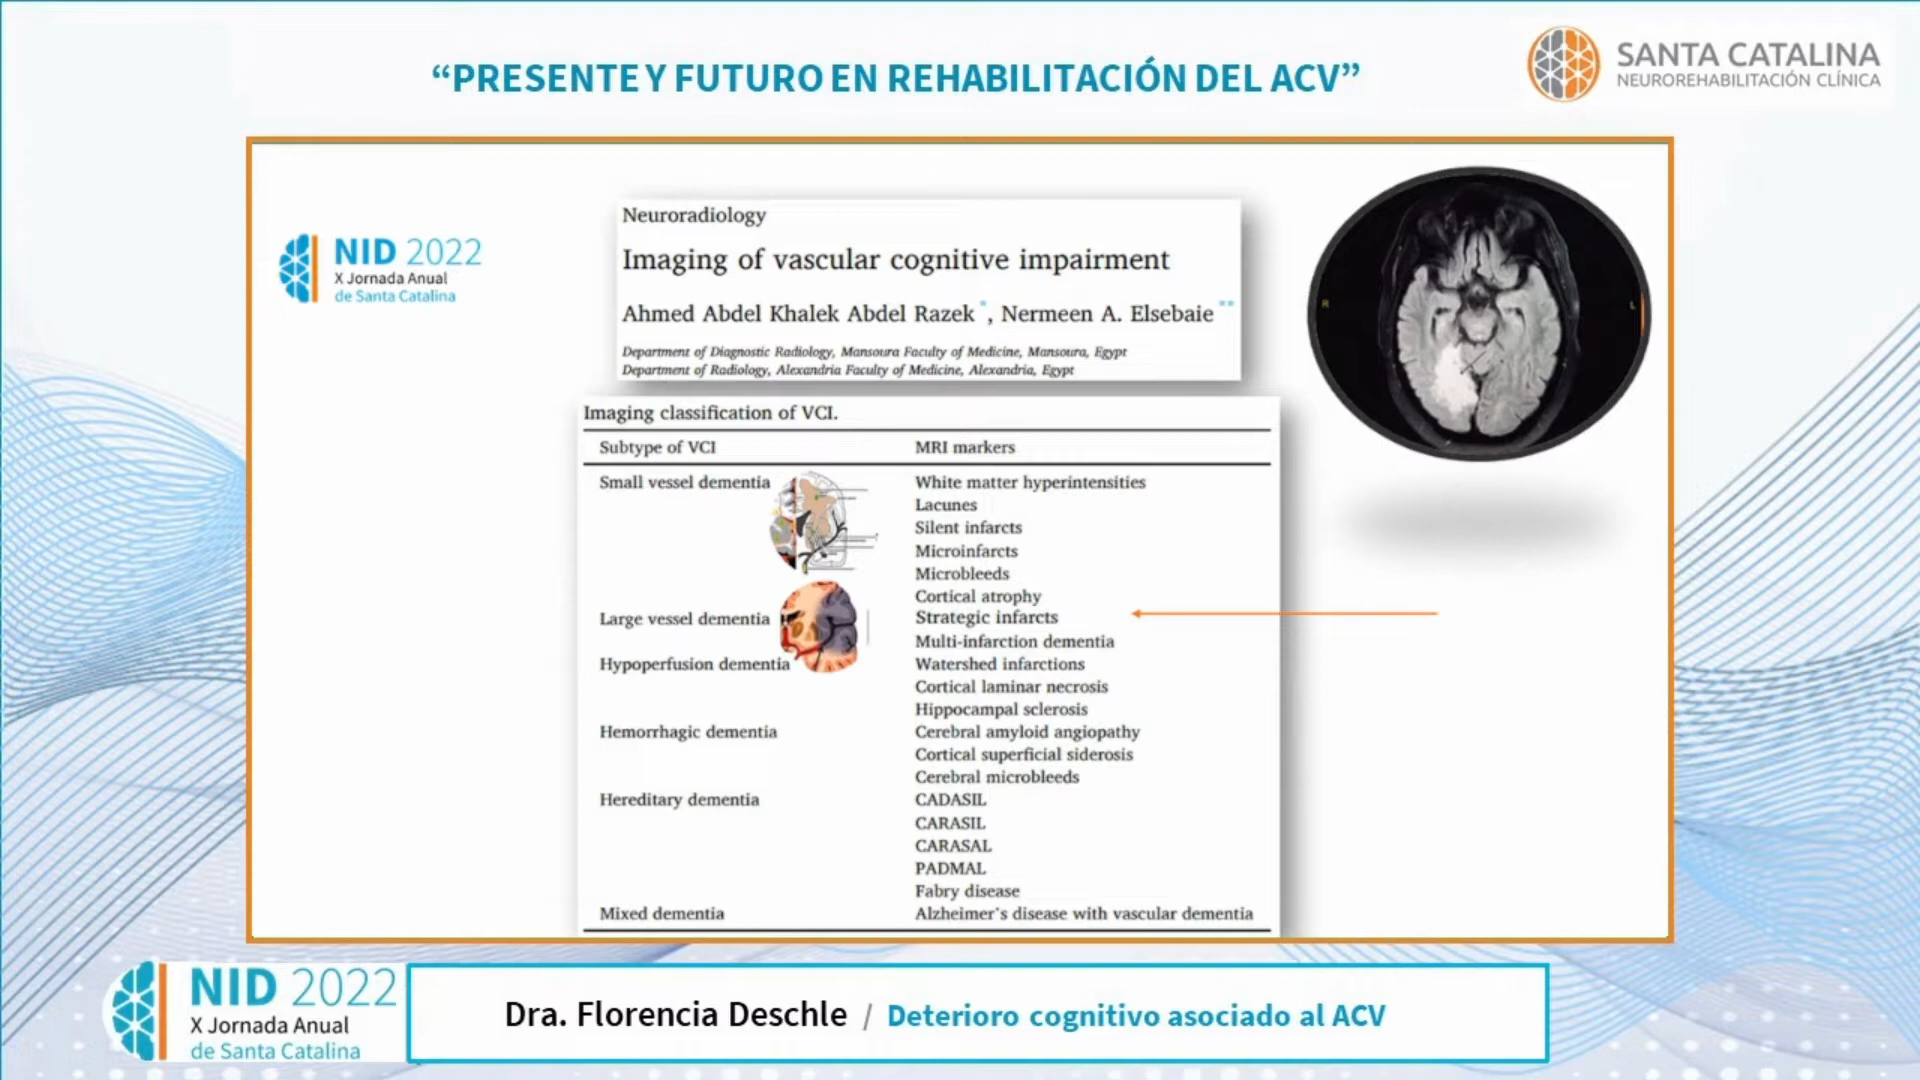 “PRESENTE Y FUTURO EN REHABILITACIÓN DEL ACV”
SANTA CATALINA
NEUROREHABILITACIÓN CLÍNICA
NID 2022
X Jornada Anual
de Santa Catalina
Neuroradiology
Imaging of vascular cognitive impairment
Ahmed Abdel Khalek Abdel Razek *, Nermeen A. Elsebaie **
Department of Diagnostic Radiology, Mansoura Faculty of Medicine, Mansoura, Egypt
Department of Radiology, Alexandria Faculty of Medicine, Alexandria, Egypt
R L
Imaging classification of VCI.
Subtype of VCI MRI markers
Small vessel dementia White matter hyperintensities
Lacunes
Silent infarcts
Microinfarcts
Microbleeds
Cortical atrophy
Large vessel dementia Strategic infarcts
Multi-infarction dementia
Hypoperfusion dementia Watershed infarctions
Cortical laminar necrosis
Hippocampal sclerosis
Hemorrhagic dementia Cerebral amyloid angiopathy
Cortical superficial siderosis
Cerebral microbleeds
Hereditary dementia CADASIL
CARASIL
CARASAL
PADMAL
Fabry disease
Mixed dementia Alzheimer's disease with vascular dementia
NID 2022
X Jornada Anual
de Santa Catalina
Dra. Florencia Deschle / Deterioro cognitivo asociado al ACV